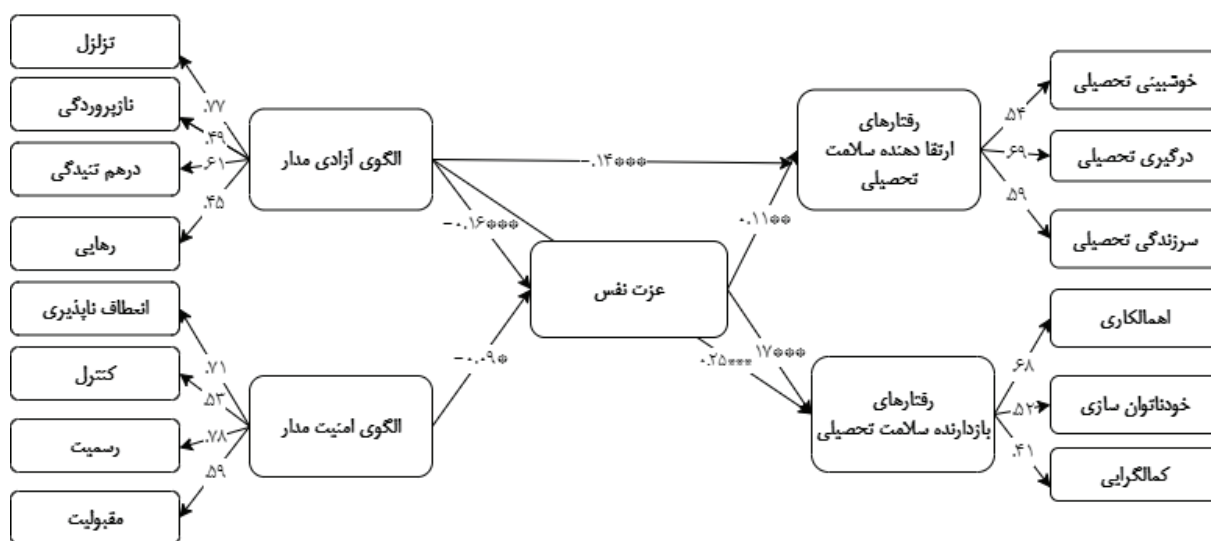 تزلزل
نازپروردگی
درهم تنیدگی
رهایی
انعطاف ناپذیری
کنترل
رسمیت
مقبولیت
.۷۷
.۴۹
.۶۱
.۴۵
.۷۱
.۵۳
.۷۸
.۵۹
الگوی آزادی مدار
الگوی امنیت مدار
-.۱۴***
-۰.۱۶***
-۰.۰۹*
عزت نفس
۰.۱۱**
۱۷***
۰.۲۵***
رفتارهای
ارتقا دهنده سلامت
تحصیلی
رفتارهای
بازدارنده سلامت تحصیلی
.۵۴
.۶۹
.۵۹
.۶۸
.۵۲
.۴۱
خوشبینی تحصیلی
درگیری تحصیلی
سرزندگی تحصیلی
اهمالکاری
خودناتوان سازی
کمالگرایی